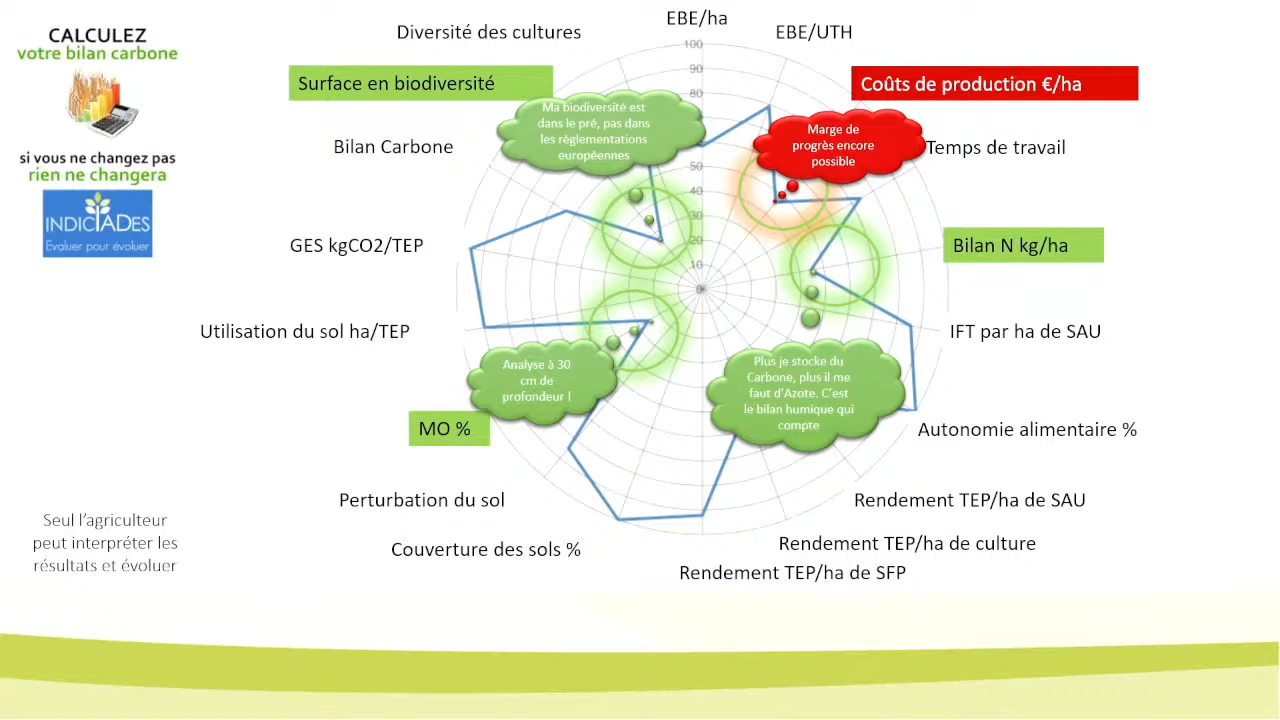 CALCULEZ
votre bilan carbone
si vous ne changez pas
rien ne changera
INDICIADES
Evaluer pour évoluer
Seul l’agriculteur
peut interpréter les
résultats et évoluer
EBE/ha
EBE/UTH
Coûts de production €/ha
Temps de travail
Bilan N kg/ha
IFT par ha de SAU
Autonomie alimentaire %
Rendement TEP/ha de SAU
Rendement TEP/ha de culture
Rendement TEP/ha de SFP
Couverture des sols %
Perturbation du sol
MO %
Utilisation du sol ha/TEP
GES kgCO2/TEP
Bilan Carbone
Surface en biodiversité
Diversité des cultures
100
90
80
50
40
30
20
10
0
Ma biodiversité est
dans le pré, pas dans
les règlementations
européennes
Marge de
progrès encore
possible
Analyse à 30
cm de
profondeur !
Plus je stocke du
Carbone, plus il me
faut d’Azote. C’est
le bilan humique qui
compte